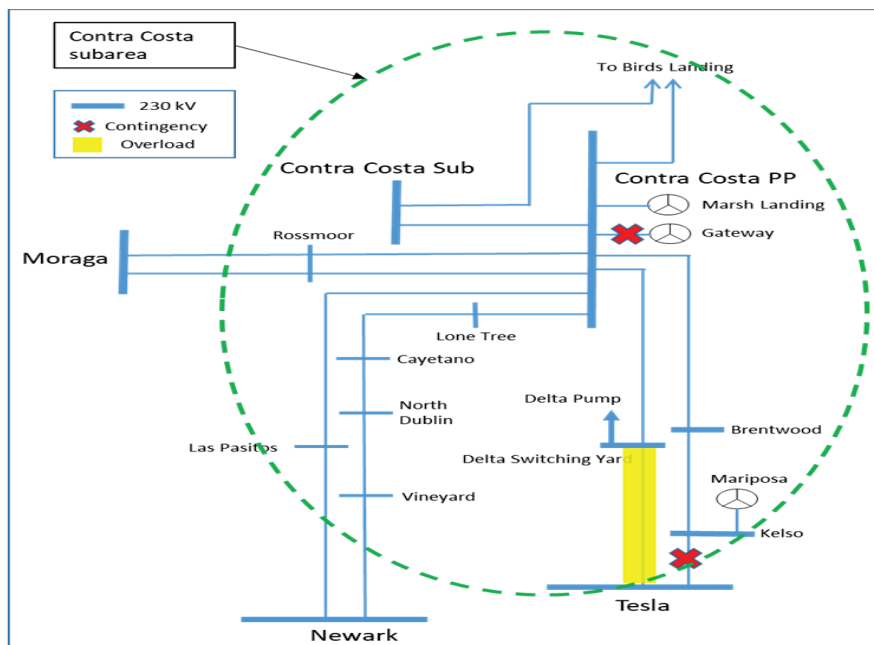 Contra Costa
subarea
To Birds Landing
230 kV
Contingency
Overload
Contra Costa Sub
Contra Costa PP
Marsh Landing
Rossmoor
Gateway
Moraga
Lone Tree
Cayetano
Delta Pump
North
Dublin
Brentwood
Las Pasitos
Delta Switching Yard
Mariposa
Vineyard
Kelso
Tesla
Newark